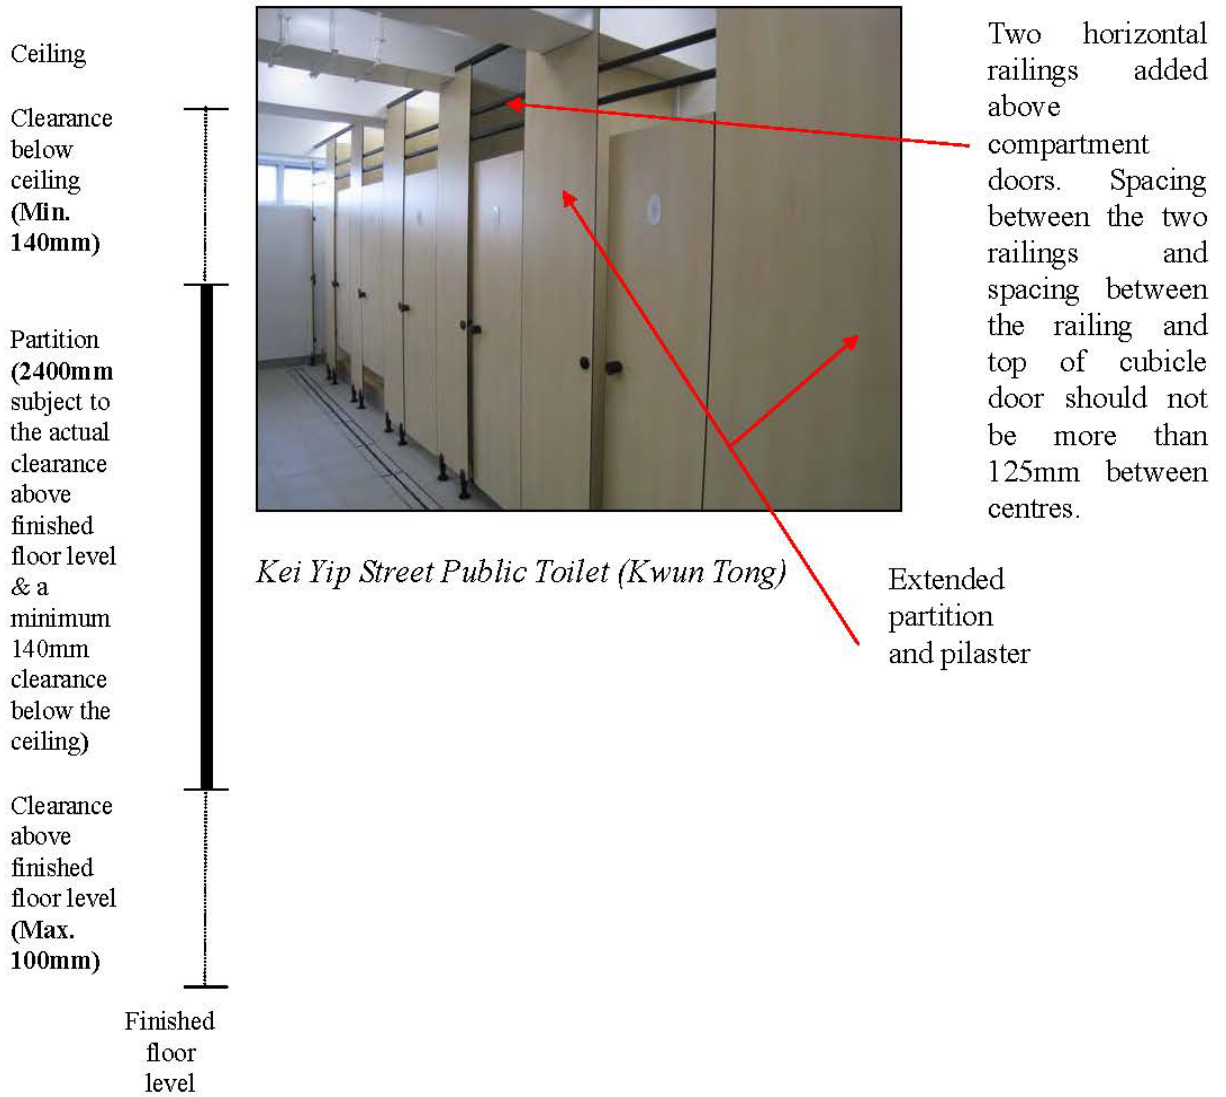 Ceiling
Clearance
below
ceiling
(Min.
140mm)
Partition
(2400mm
subject to
the actual
clearance
above
finished
floor level
& a
minimum
140mm
clearance
below the
ceiling)
Clearance
above
finished
floor level
(Max.
100mm)
Finished
floor
level
Kei Yip Street Public Toilet (Kwun Tong)
Two horizontal
railings added
above
compartment
doors. Spacing
between the two
railings and
spacing between
the railing and
top of cubicle
door should not
be more than
125mm between
centres.
Extended
partition
and pilaster